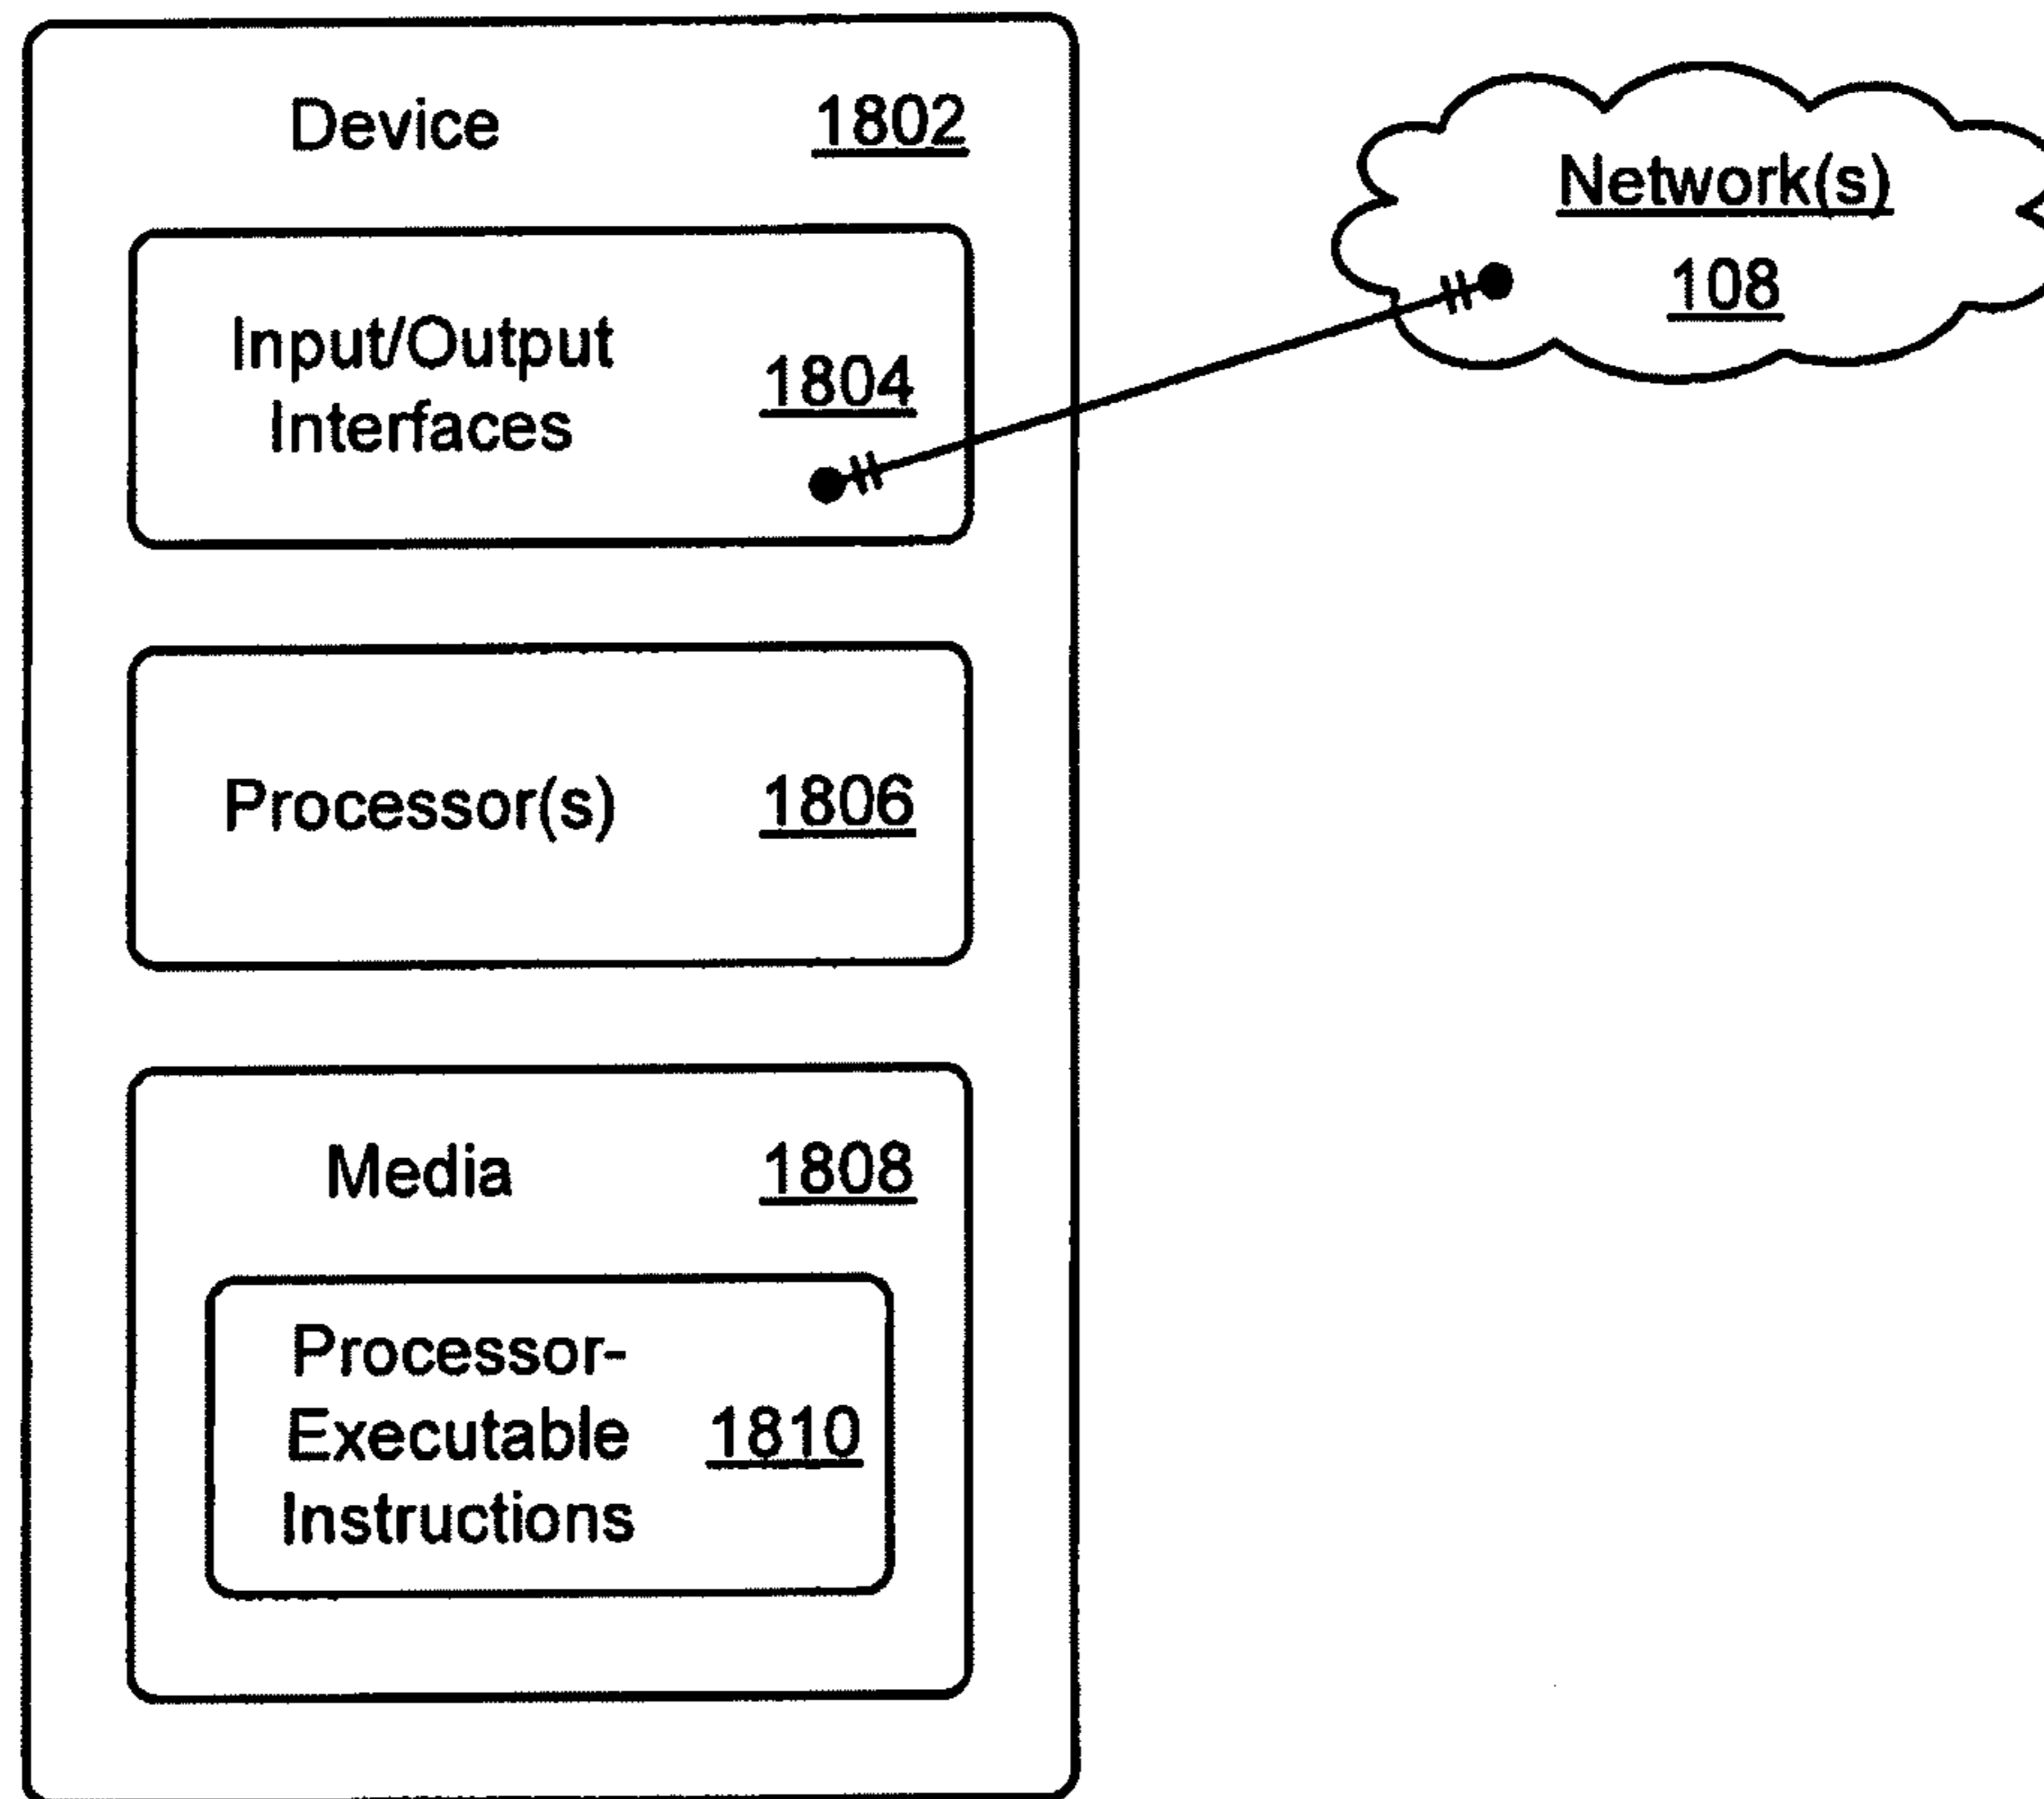 Device 1802
Network(s)
108
Input/Output
Interfaces
1804
Processor(s) 1806
Media 1808
Processor-
Executable
Instructions
1810